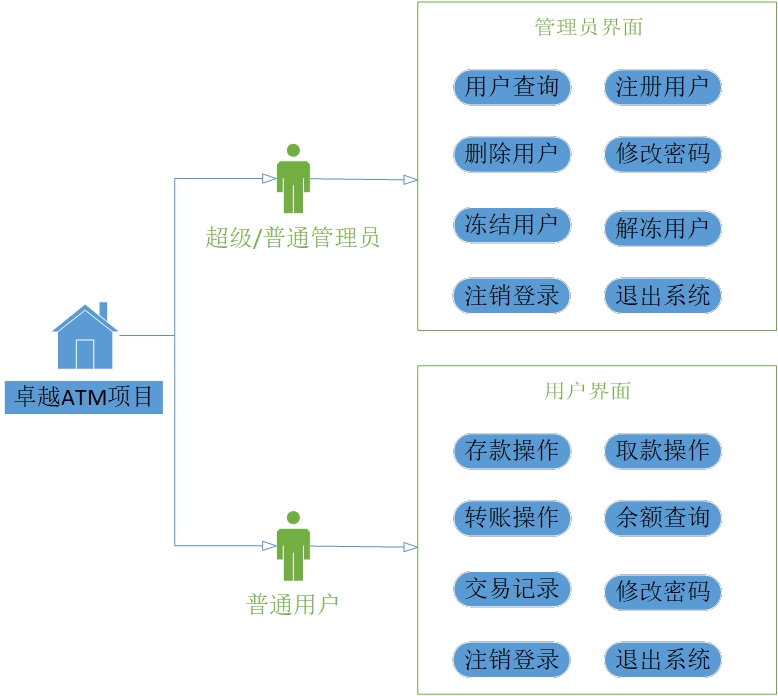 管理员界面
用户查询
注册用户
删除用户
修改密码
冻结用户
解冻用户
注销登录
退出系统
超级/普通管理员
卓越ATM项目
用户界面
存款操作
取款操作
转账操作
余额查询
交易记录
修改密码
注销登录
退出系统
普通用户